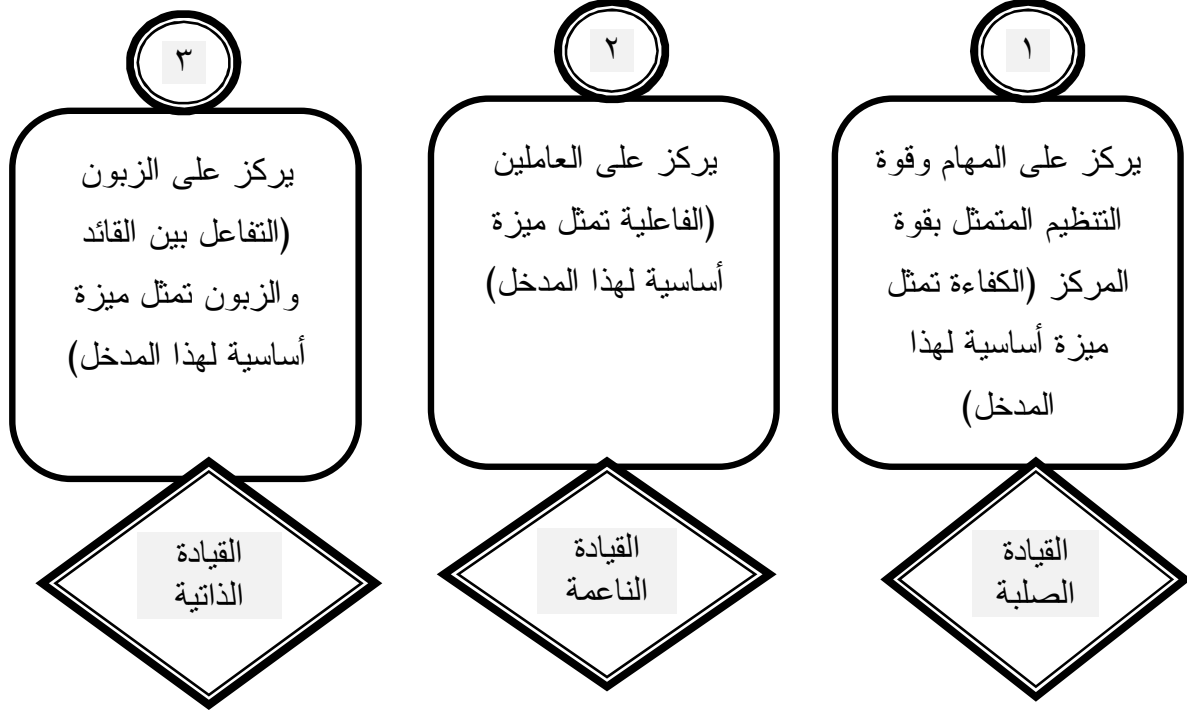 ١
يركز على المهام وقوة
التنظيم المتمثل بقوة
المركز (الكفاءة تمثل
ميزة أساسية لهذا
المدخل)
القيادة
الصلبة
٢
يركز على العاملين
(الفاعلية تمثل ميزة
أساسية لهذا المدخل)
القيادة
الناعمة
٣
يركز على الزبون
(التفاعل بين القائد
والزبون تمثل ميزة
أساسية لهذا المدخل)
القيادة
الذاتية